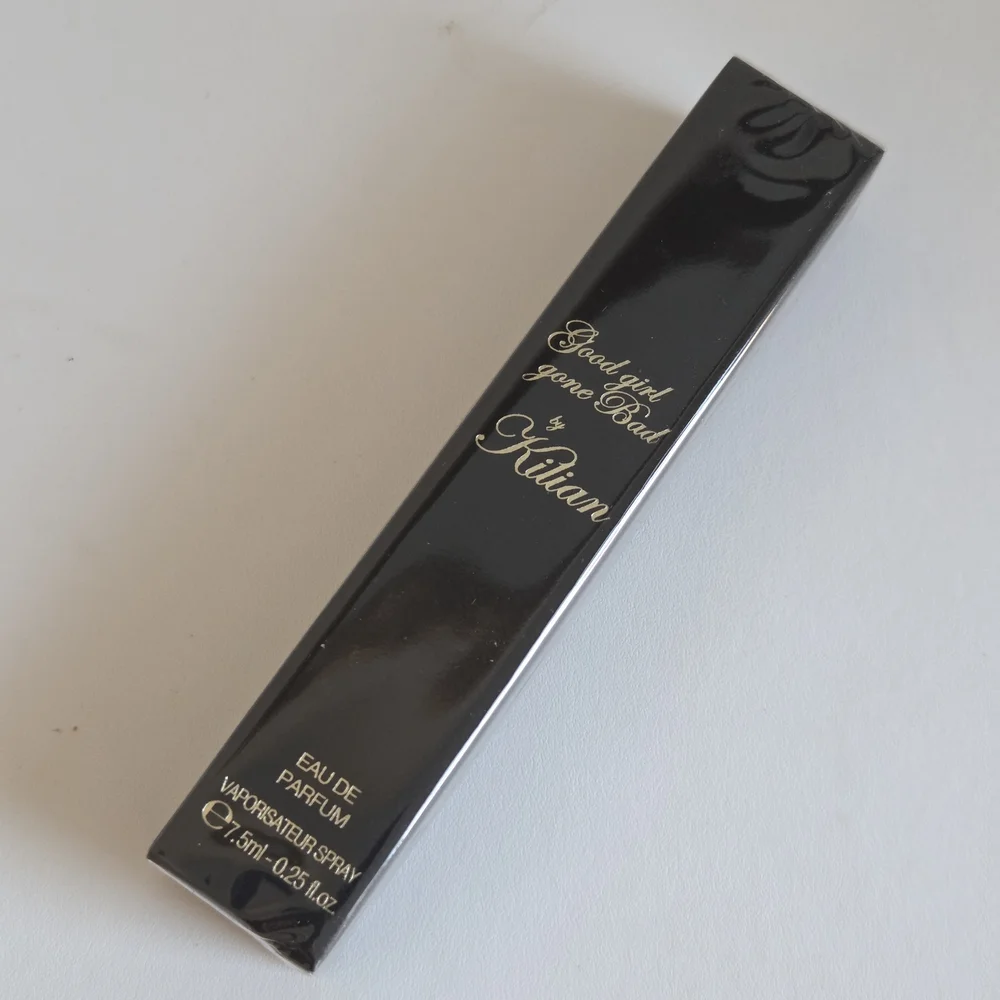 Good girl
gone Bad
by
Kilian
EAU DE
PARFUM
VAPORISATEUR SPRAY
℮7.5ml - 0.25 fl.oz.